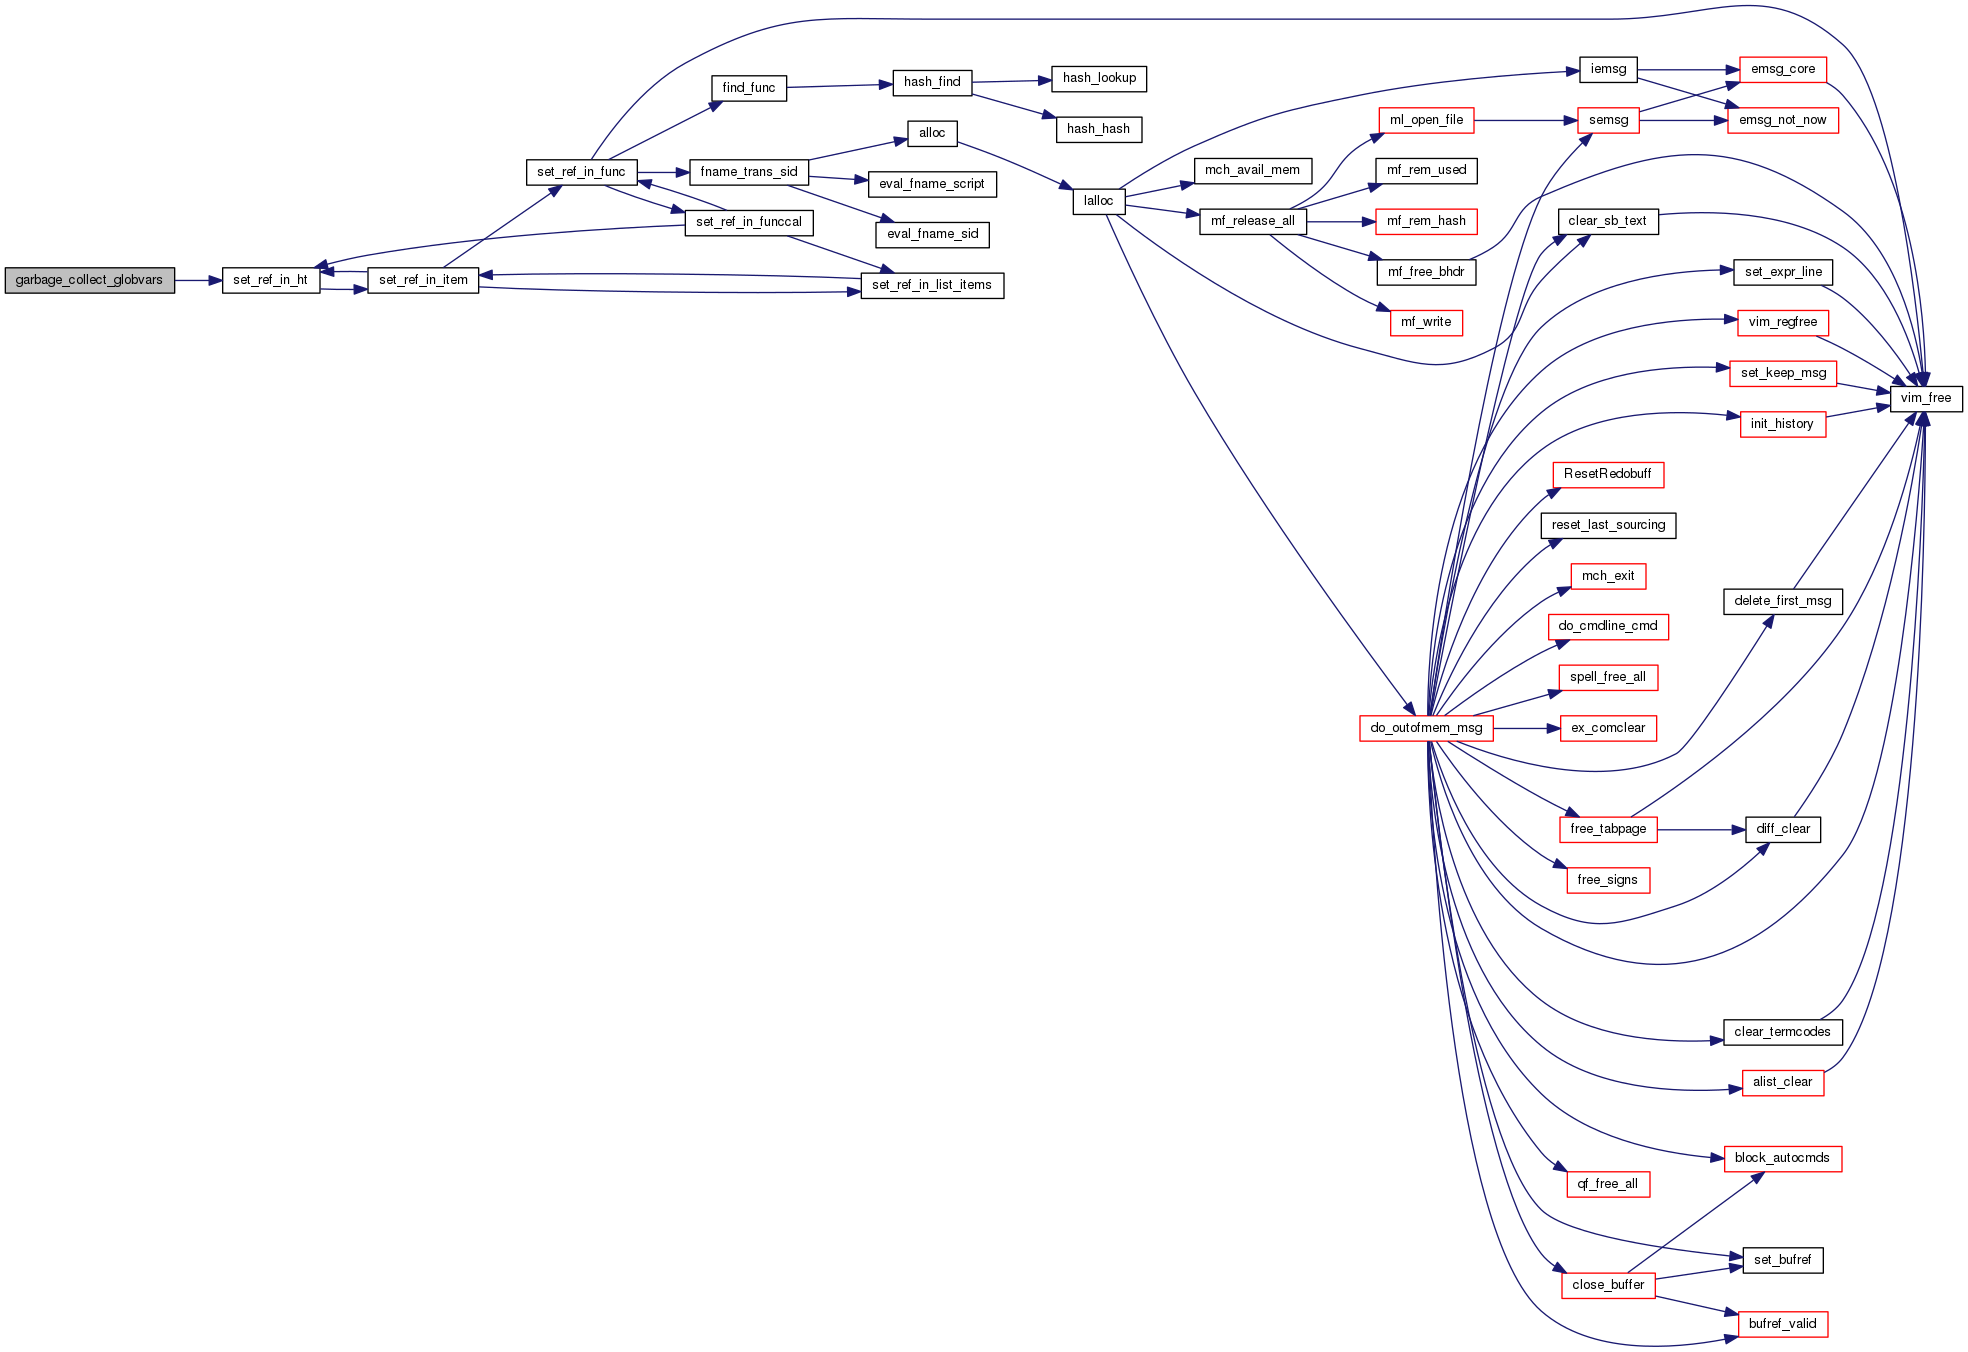 garbage_collect_globvars
set_ref_in_ht
set_ref_in_item
set_ref_in_func
find_func
hash_find
hash_lookup
hash_hash
fname_trans_sid
alloc
eval_fname_script
eval_fname_sid
set_ref_in_funccal
set_ref_in_list_items
lalloc
iemsg
emsg_core
emsg_not_now
mch_avail_mem
mf_release_all
ml_open_file
semsg
mf_rem_used
mf_rem_hash
mf_free_bhdr
mf_write
clear_sb_text
set_expr_line
vim_regfree
set_keep_msg
vim_free
init_history
ResetRedobuff
reset_last_sourcing
mch_exit
delete_first_msg
do_cmdline_cmd
spell_free_all
do_outofmem_msg
ex_comclear
free_tabpage
diff_clear
free_signs
clear_termcodes
alist_clear
block_autocmds
qf_free_all
set_bufref
close_buffer
bufref_valid